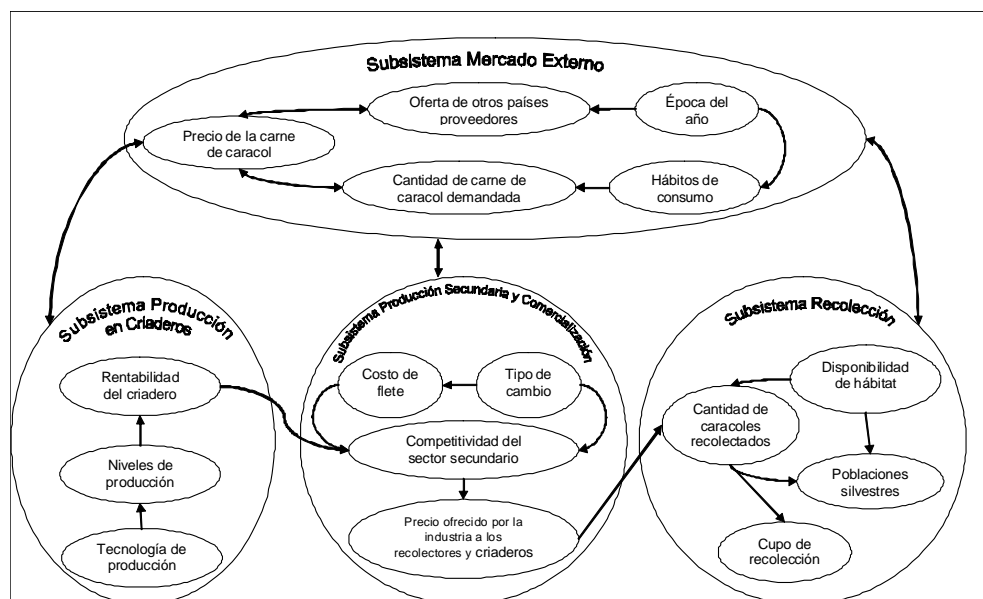 Subsistema Mercado Externo
Oferta de otros países
proveedores
Época del
año
Precio de la carne
de caracol
Cantidad de carne de
caracol demandada
Hábitos de
consumo
Subsistema Producción
en Criaderos
Rentabilidad
del criadero
Niveles de
producción
Tecnología de
producción
Subsistema Producción Secundaria y Comercialización
Costo de
flete
Tipo de
cambio
Competitividad del
sector secundario
Precio ofrecido por la
industria a los
recolectores y criaderos
Subsistema Recolección
Disponibilidad
de hábitat
Cantidad de
caracoles
recolectados
Poblaciones
silvestres
Cupo de
recolección